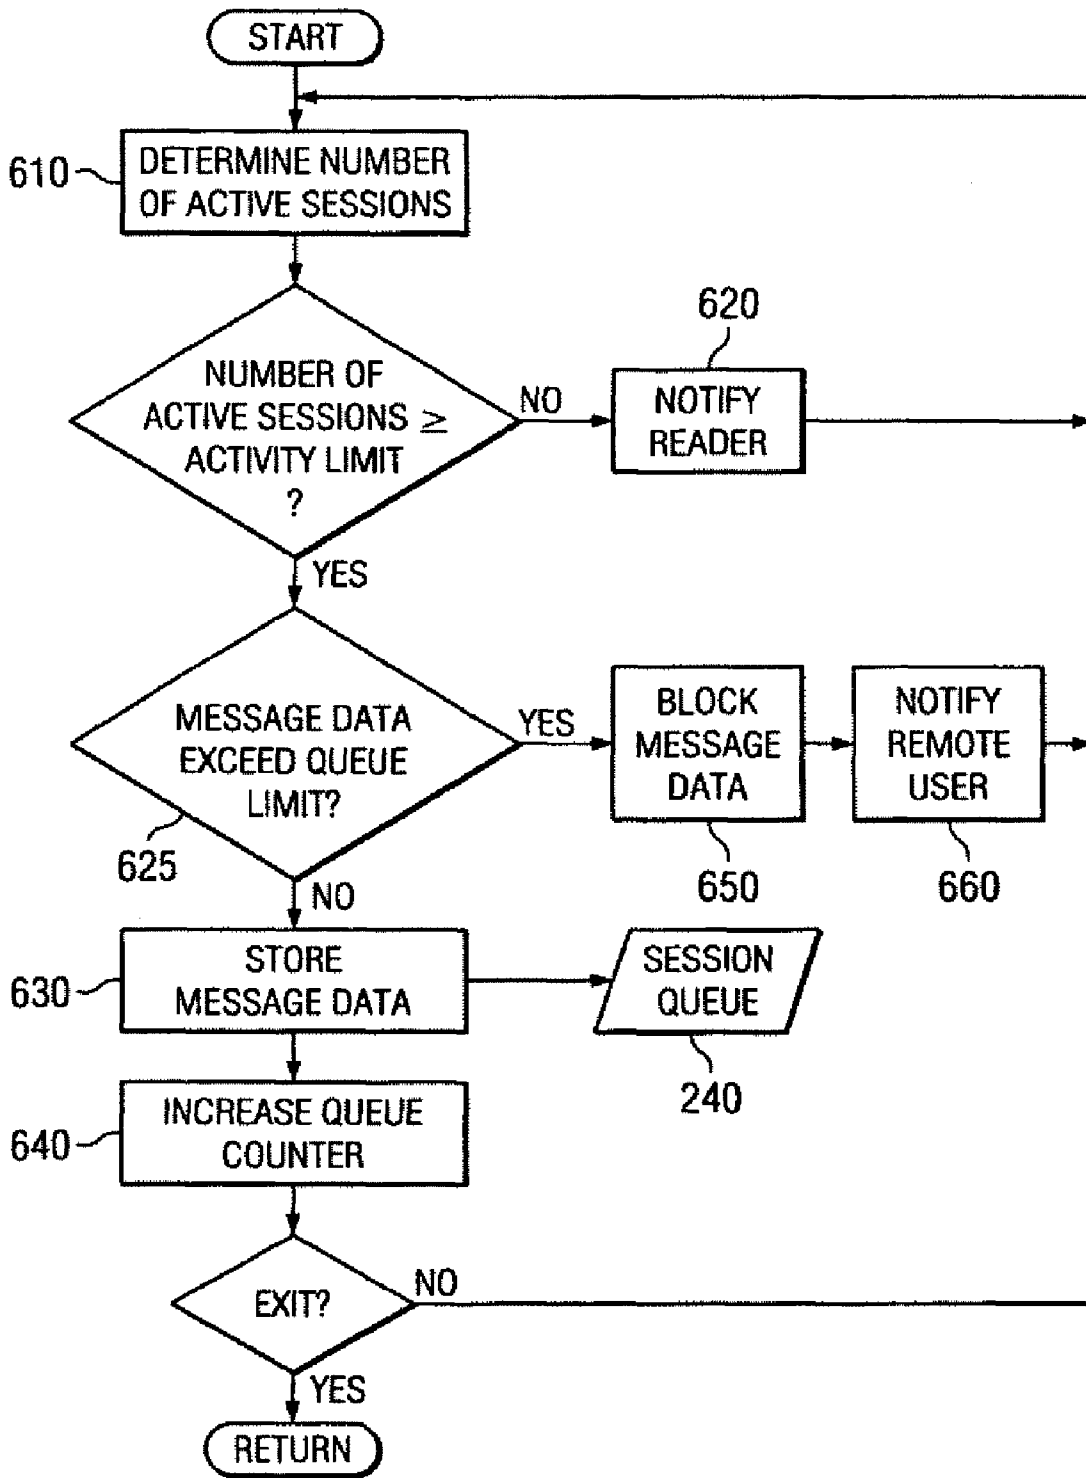 START
610
DETERMINE NUMBER
OF ACTIVE SESSIONS
NUMBER OF
ACTIVE SESSIONS ≥
ACTIVITY LIMIT
?
NO
620
NOTIFY
READER
YES
MESSAGE DATA
EXCEED QUEUE
LIMIT?
625
YES
BLOCK
MESSAGE
DATA
650
NOTIFY
REMOTE
USER
660
NO
630
STORE
MESSAGE DATA
SESSION
QUEUE
240
640
INCREASE QUEUE
COUNTER
EXIT?
NO
YES
RETURN